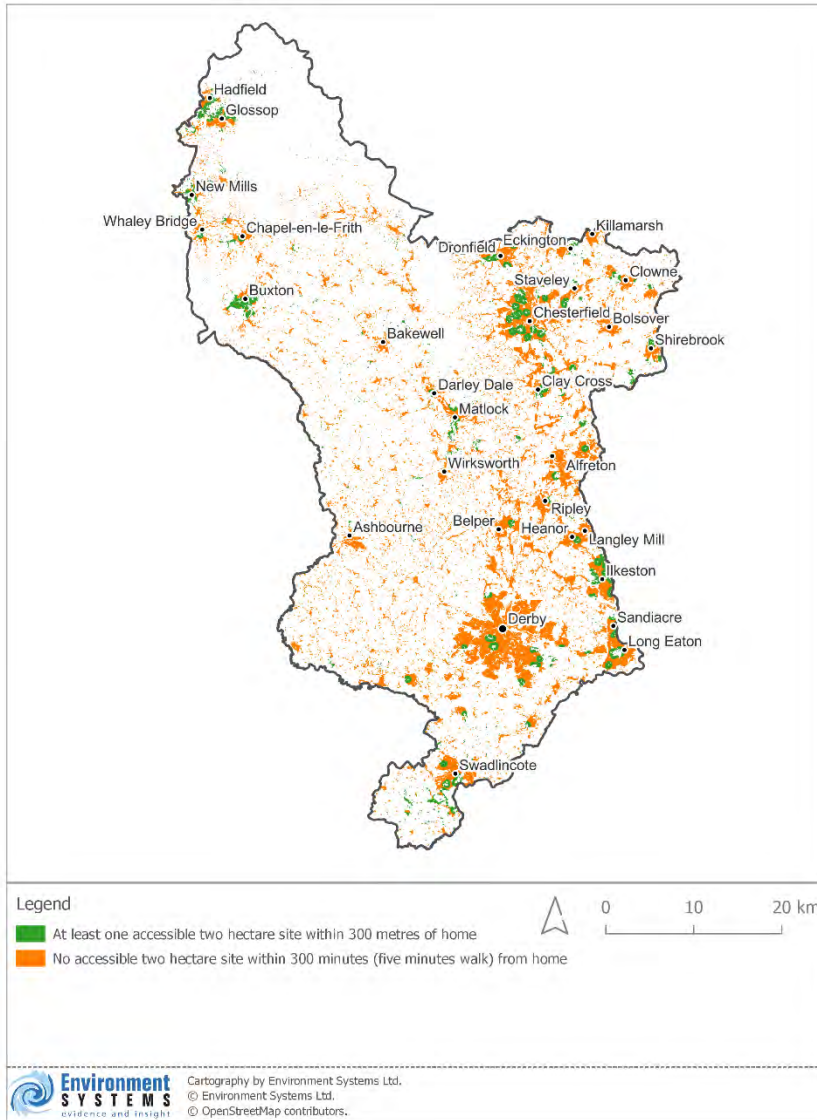 Hadfield
Glossop
New Mills
Whaley Bridge
Chapel-en-le-Frith
Killamarsh
Eckington
Dronfield
Clowne
Staveley
Buxton
Chesterfield
Bolsover
Bakewell
Shirebrook
Darley Dale
Clay Cross
Matlock
Wirksworth
Alfreton
Ripley
Ashbourne
Belper
Heanor
Langley Mill
Ilkeston
Derby
Sandiacre
Long Eaton
Swadlincote
Legend
0 10 20 km
At least one accessible two hectare site within 300 metres of home
No accessible two hectare site within 300 minutes (five minutes walk) from home
Environment
SYSTEMS
evidence and insight
Cartography by Environment Systems Ltd.
© Environment Systems Ltd.
© OpenStreetMap contributors.